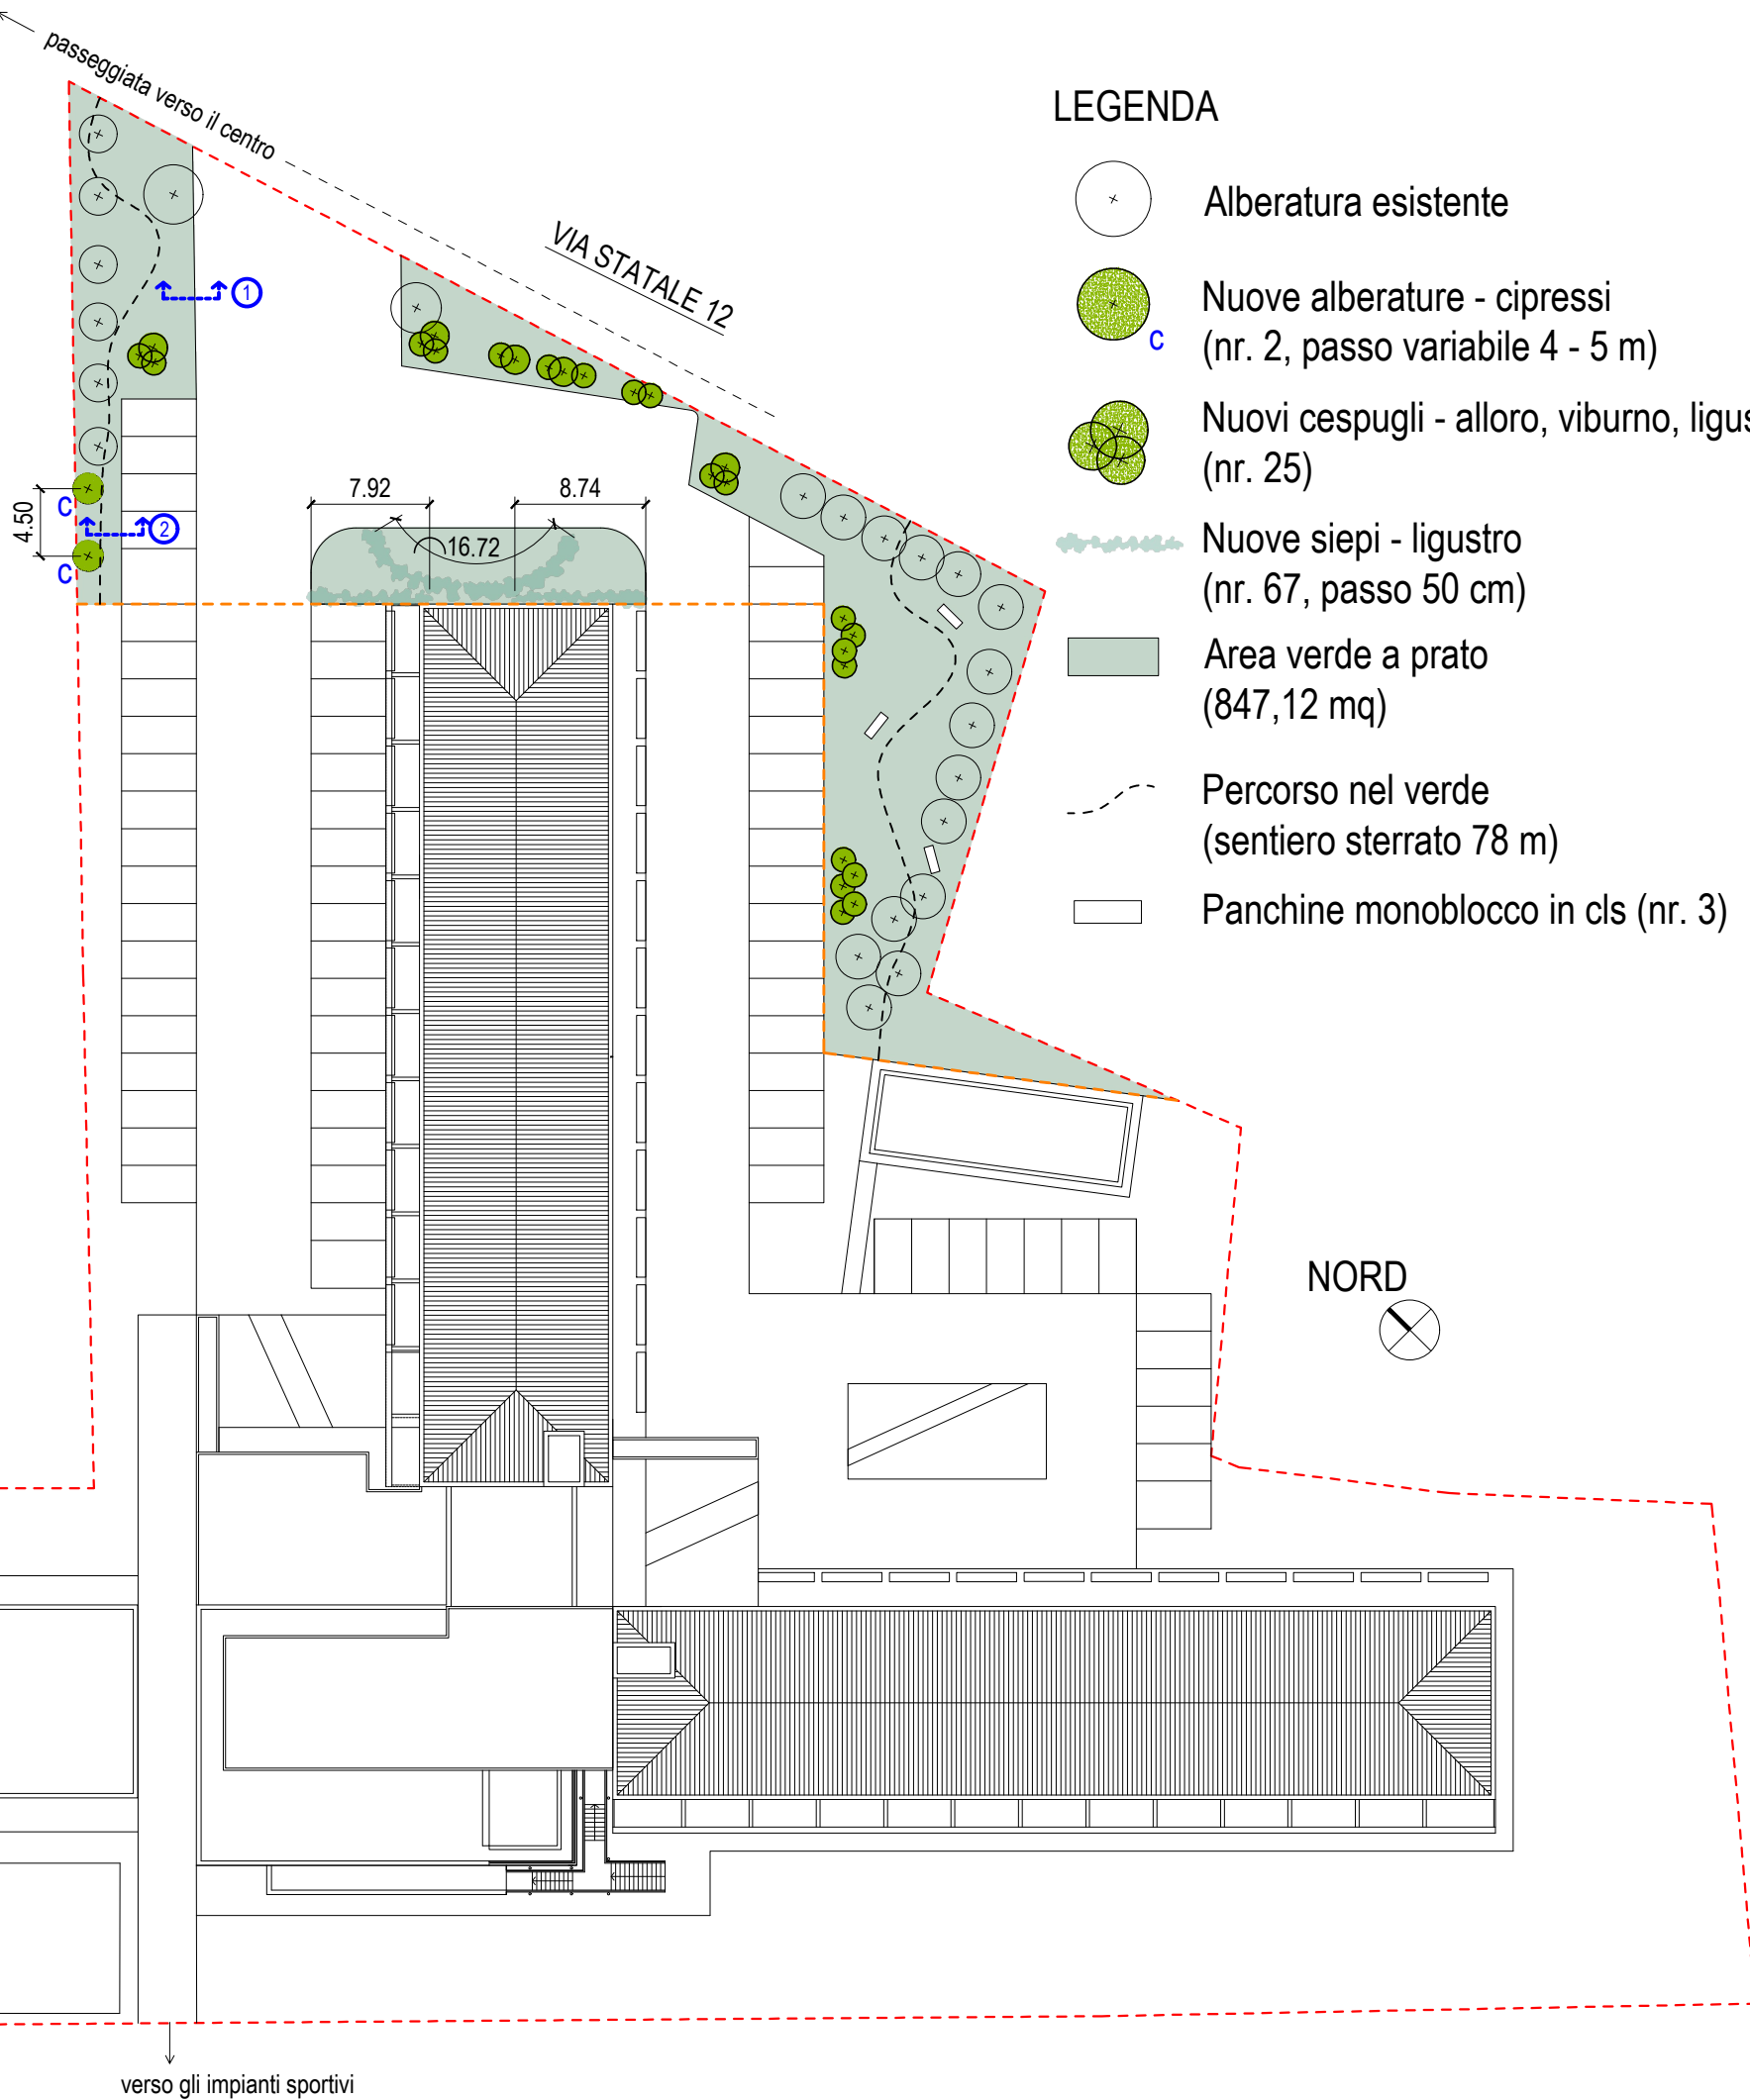 passeggiata verso il centro
VIA STATALE 12
1
2
4.50
C
C
7.92
8.74
16.72
LEGENDA
Alberatura esistente
Nuove alberature - cipressi
(nr. 2, passo variabile 4 - 5 m)
C
Nuovi cespugli - alloro, viburno,
(nr. 25)
Nuove siepi - ligustro
(nr. 67, passo 50 cm)
Area verde a prato
(847,12 mq)
Percorso nel verde
(sentiero sterrato 78 m)
Panchine monoblocco in cls (nr. 3)
NORD
verso gli impianti sportivi